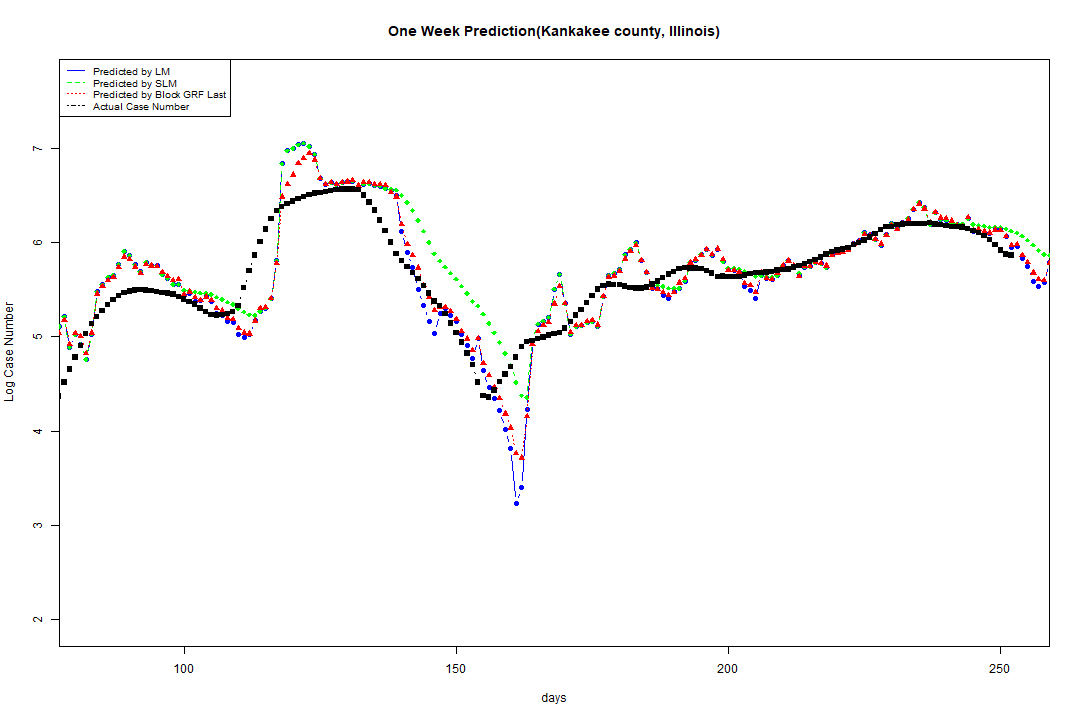 One Week Prediction(Kankakee county, Illinois)
Predicted by LM
Predicted by SLM
Predicted by Block GRF Last
Actual Case Number
7
6
5
4
3
2
Log Case Number
100
150
200
250
days